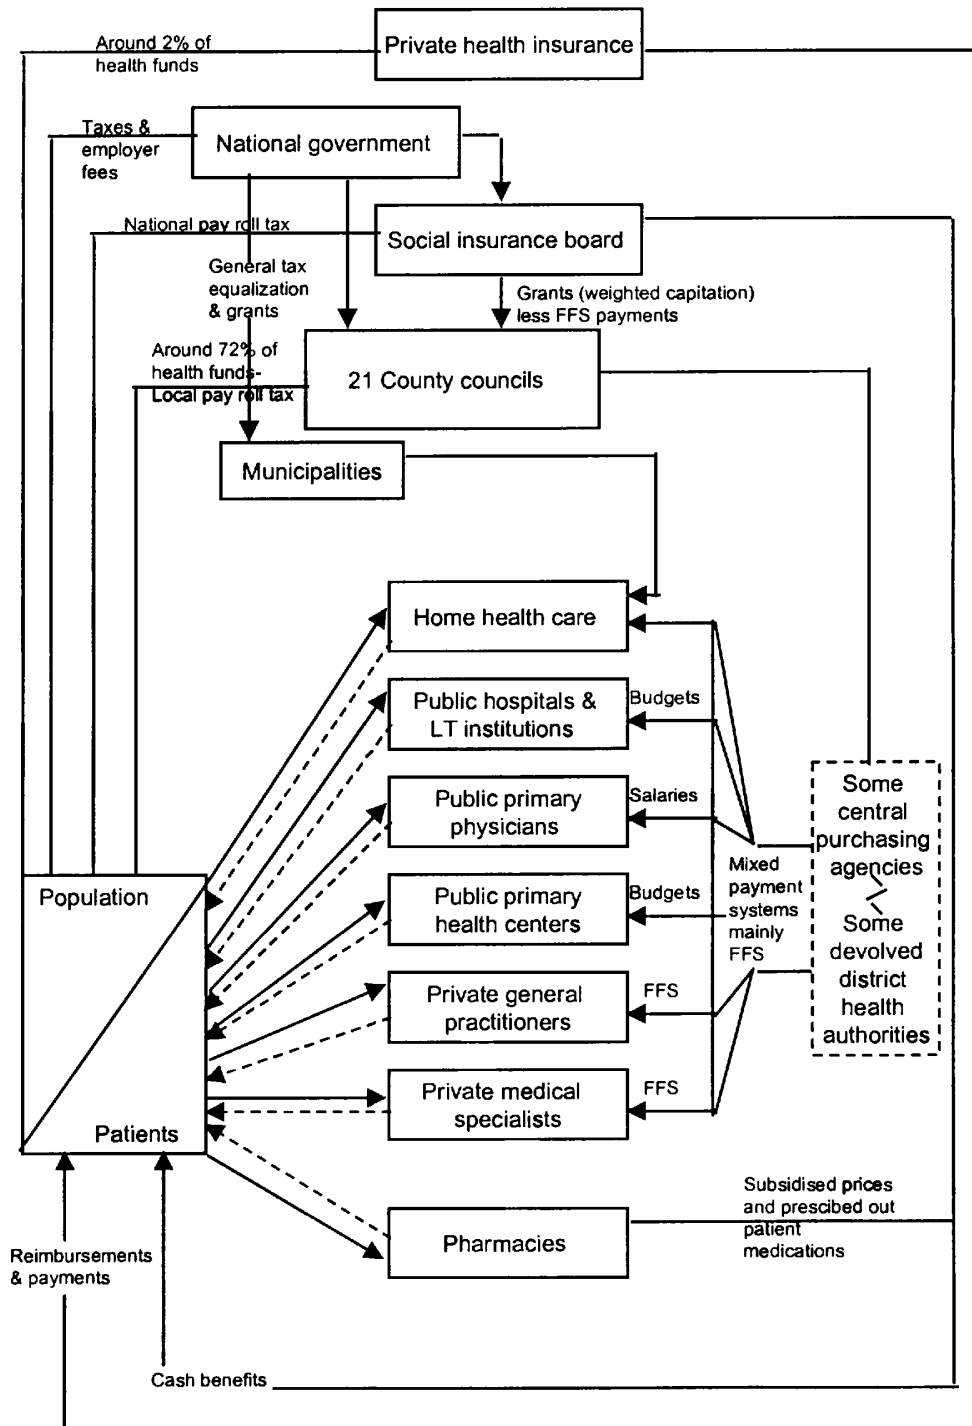 Around 2% of
health funds
Private health insurance
Taxes &
employer
fees
National government
National pay roll tax
Social insurance board
General tax
equalization
& grants
Grants (weighted capitation)
less FFS payments
Around 72% of
health funds-
Local pay roll tax
21 County councils
Municipalities
Home health care
Public hospitals &
LT institutions
Budgets
Public primary
physicians
Salaries
Some
central
purchasing
agencies
Some
devolved
district
health
authorities
Mixed
payment
systems
mainly
FFS
Population
Public primary
health centers
Budgets
Private general
practitioners
FFS
Private medical
specialists
FFS
Patients
Pharmacies
Subsidised prices
and prescibed out
patient
medications
Reimbursements
& payments
Cash benefits